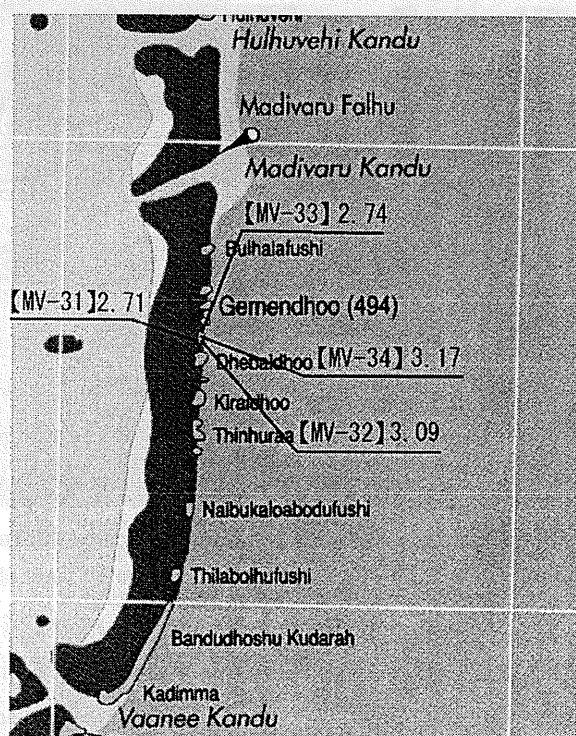 Hulhuvehi
Hulhuvehi Kandu
Madivaru Falhu
Madivaru Kandu
【MV-33】2.74
Bulhalafushi
【MV-31】2.71
Gemendhoo (494)
Dhebaidhoo【MV-34】3.17
Kiraidhoo
Thinhuraa【MV-32】3.09
Naibukaloabodufushi
Thilabolhufushi
Bandudhoshu Kudarah
Kadimma
Vaanee Kandu